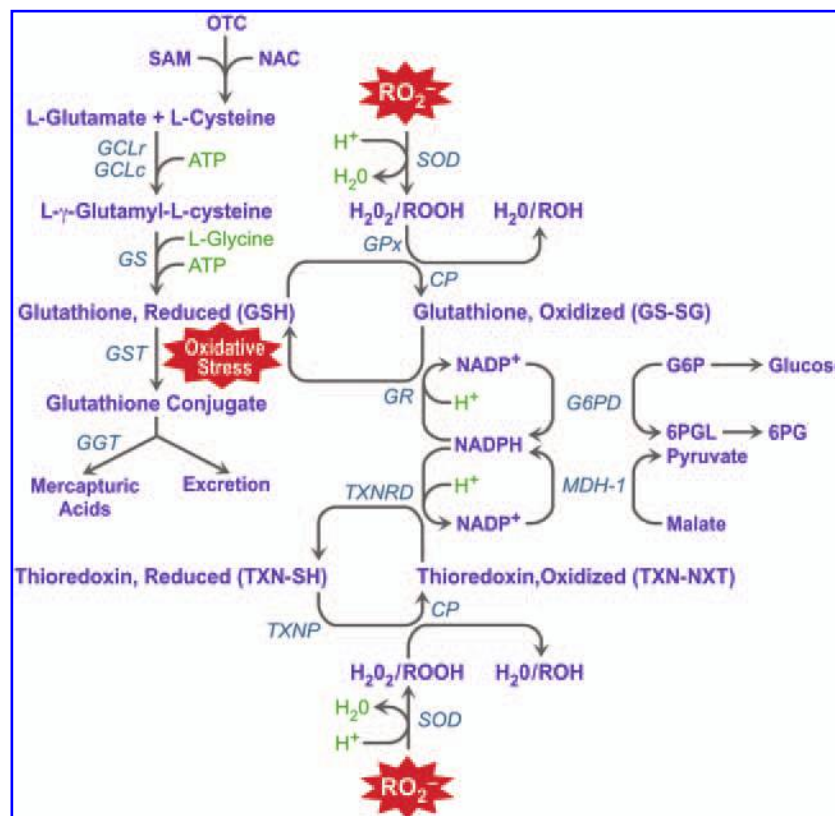 OTC
SAM NAC
RO₂⁻
L-Glutamate + L-Cysteine
GCLr
GCLc
ATP
H⁺
H₂0
SOD
L-γ-Glutamyl-L-cysteine
H₂0₂/ROOH
H₂0/ROH
GS
L-Glycine
ATP
GPx
CP
Glutathione, Reduced (GSH)
Glutathione, Oxidized (GS-SG)
GST
Oxidative
Stress
NADP⁺
G6P
Glucose
GR
H⁺
G6PD
Glutathione Conjugate
GGT
NADPH
6PGL
6PG
Pyruvate
Mercapturic
Acids
Excretion
TXNRD
H⁺
MDH-1
NADP⁺
Malate
Thioredoxin, Reduced (TXN-SH)
Thioredoxin,Oxidized (TXN-NXT)
TXNP
CP
H₂0₂/ROOH
H₂0/ROH
H₂0
H⁺
SOD
RO₂⁻